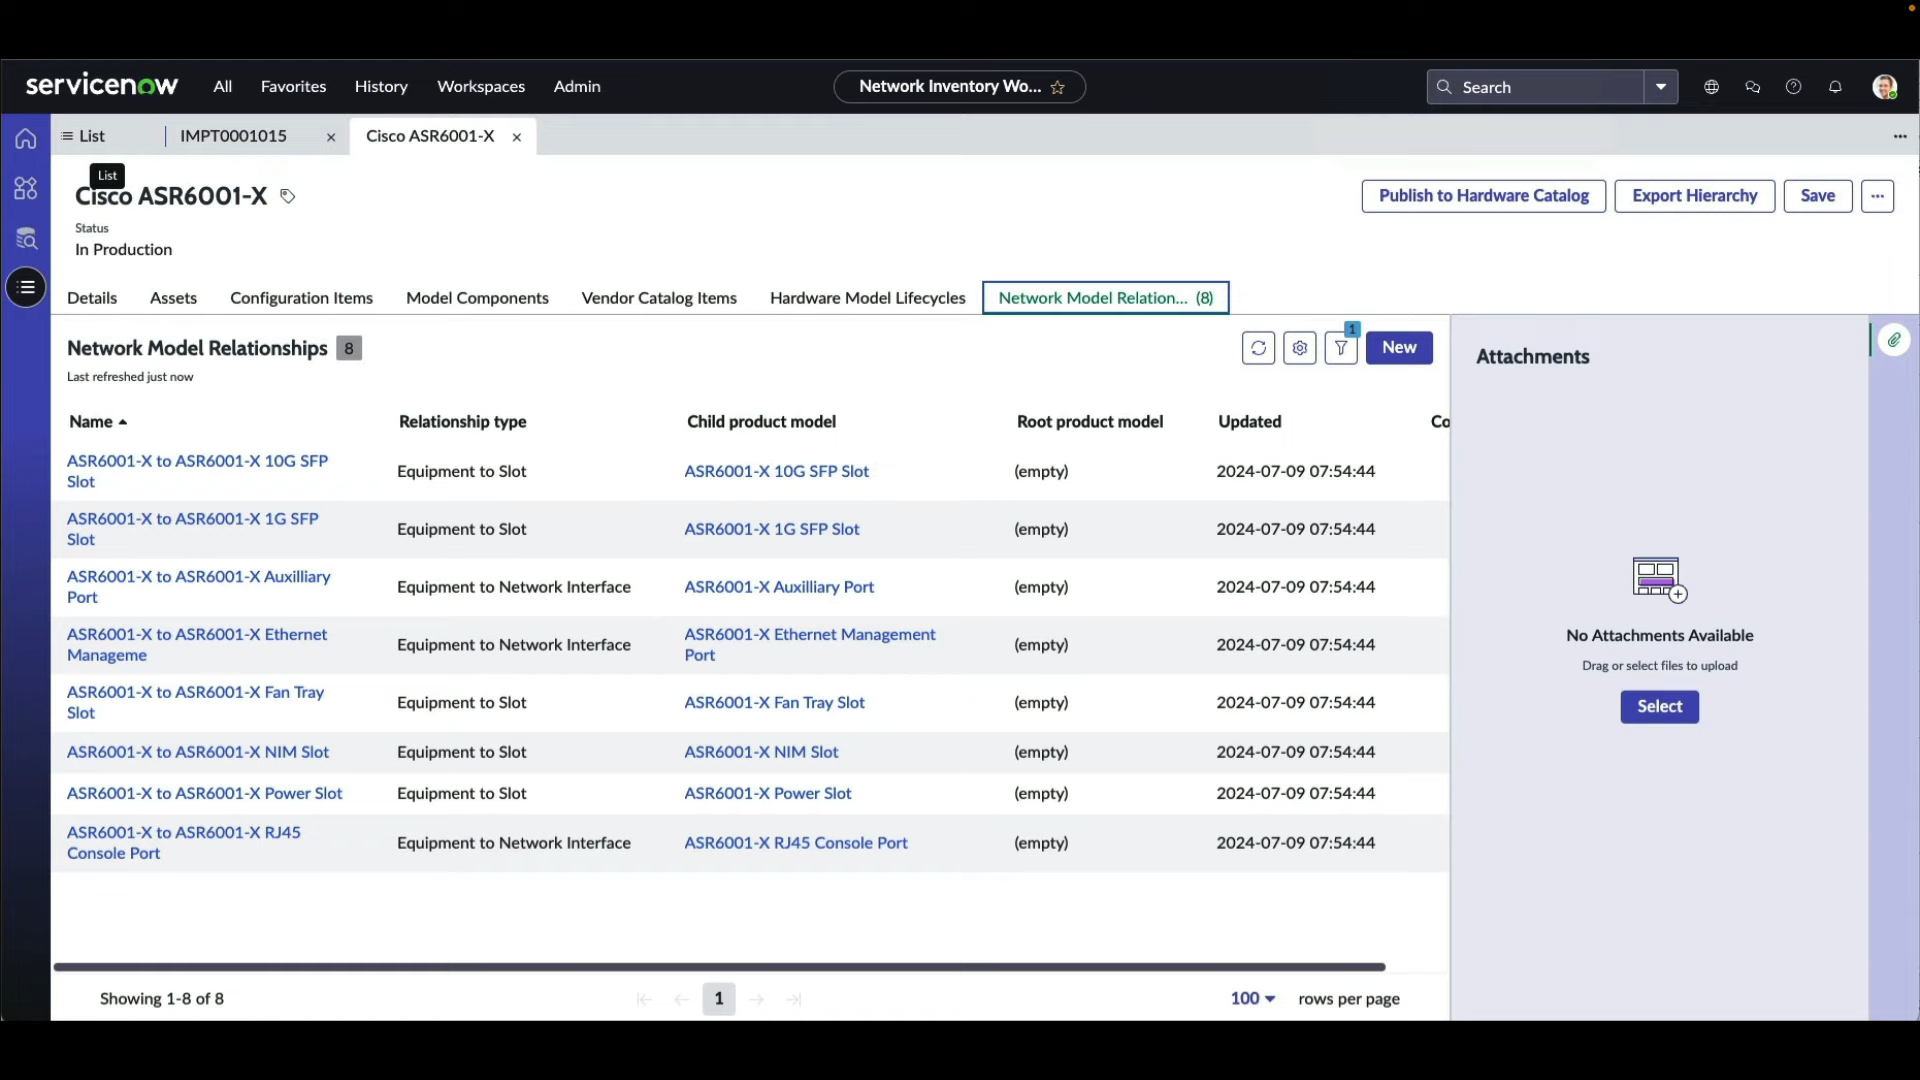 servicenow All Favorites History Workspaces Admin Network Inventory Wo... Search
List IMPT0001015 Cisco ASR6001-X
List
Cisco ASR6001-X Publish to Hardware Catalog Export Hierarchy Save
Status
In Production
Details Assets Configuration Items Model Components Vendor Catalog Items Hardware Model Lifecycles Network Model Relation... (8)
Network Model Relationships 8 1 New
Last refreshed just now
Attachments
Name Relationship type Child product model Root product model Updated Co
ASR6001-X to ASR6001-X 10G SFP
Slot
Equipment to Slot ASR6001-X 10G SFP Slot (empty) 2024-07-09 07:54:44
ASR6001-X to ASR6001-X 1G SFP
Slot
Equipment to Slot ASR6001-X 1G SFP Slot (empty) 2024-07-09 07:54:44
ASR6001-X to ASR6001-X Auxilliary
Port
Equipment to Network Interface ASR6001-X Auxilliary Port (empty) 2024-07-09 07:54:44
ASR6001-X to ASR6001-X Ethernet
Manageme
Equipment to Network Interface
ASR6001-X Ethernet Management
Port
(empty) 2024-07-09 07:54:44
ASR6001-X to ASR6001-X Fan Tray
Slot
Equipment to Slot ASR6001-X Fan Tray Slot (empty) 2024-07-09 07:54:44
ASR6001-X to ASR6001-X NIM Slot Equipment to Slot ASR6001-X NIM Slot (empty) 2024-07-09 07:54:44
ASR6001-X to ASR6001-X Power Slot Equipment to Slot ASR6001-X Power Slot (empty) 2024-07-09 07:54:44
ASR6001-X to ASR6001-X RJ45
Console Port
Equipment to Network Interface ASR6001-X RJ45 Console Port (empty) 2024-07-09 07:54:44
No Attachments Available
Drag or select files to upload
Select
Showing 1-8 of 8 1 100 rows per page